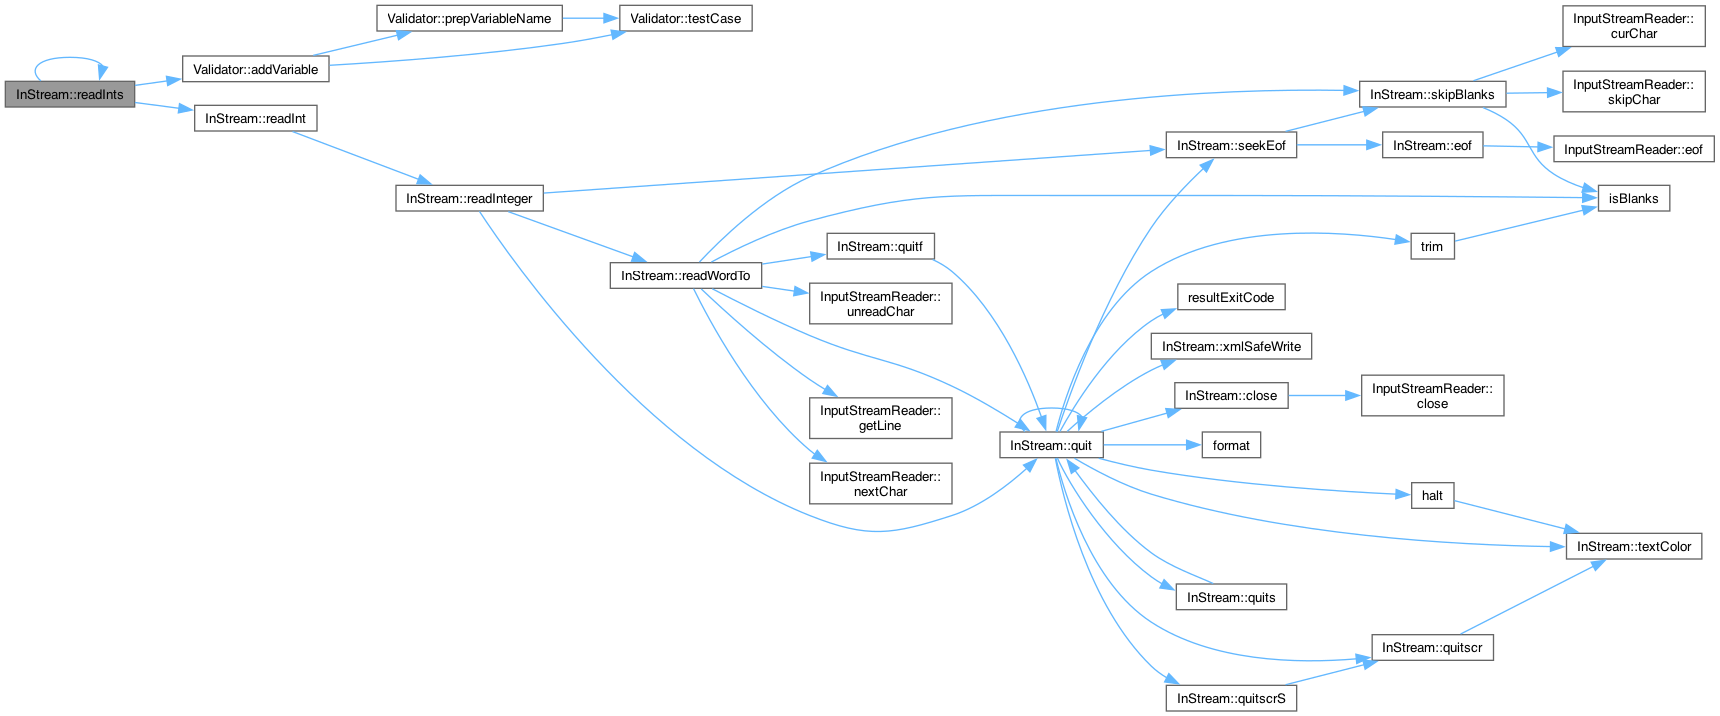 InStream::readInts
Validator::addVariable
Validator::prepVariableName
Validator::testCase
InStream::readInt
InStream::readInteger
InStream::readWordTo
InStream::quitf
InputStreamReader::
unreadChar
InputStreamReader::
getLine
InputStreamReader::
nextChar
InStream::quit
InStream::seekEof
resultExitCode
InStream::xmlSafeWrite
InStream::close
format
InStream::quits
InStream::quitscrS
InStream::skipBlanks
InStream::eof
trim
InputStreamReader::
close
halt
InStream::quitscr
InputStreamReader::
curChar
InputStreamReader::
skipChar
InputStreamReader::eof
isBlanks
InStream::textColor